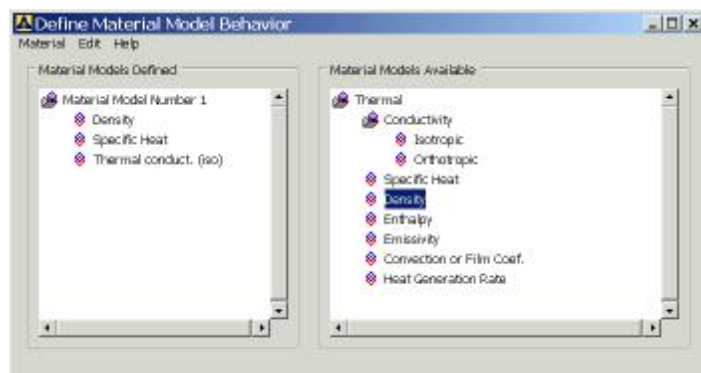 Define Material Model Behavior
Material Edit Help
Material Models Defined
Material Model Number 1
Density
Specific Heat
Thermal conduct. (iso)
Material Models Available
Thermal
Conductivity
Isotropic
Orthotropic
Specific Heat
Density
Enthalpy
Emissivity
Convection or Film Coef.
Heat Generation Rate